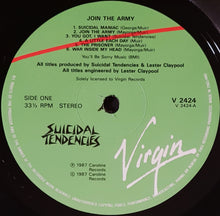 JOIN THE ARMY
1. SUICIDAL MANIAC (Mayorga/Muir)
2. JOIN THE ARMY (Mayorga/Muir)
3. YOU GOT, I WANT (Suicidal Tendencies)
4. A LITTLE EACH DAY (Muir)
5. THE PRISONER (Mayorga/Muir)
6. WAR INSIDE MY HEAD (Mayorga/Muir)
You'll Be Sorry Music (BMI)
All titles produced by Suicidal Tendencies & Lester Claypool
All titles engineered by Lester Claypool
Solely licensed to Virgin Records
SIDE ONE
33⅓ RPM STEREO
V 2424
V 2424-A
SUICIDAL
TENDENCIES
Virgin
℗ 1987 Caroline
Records
© 1987 Caroline
Records